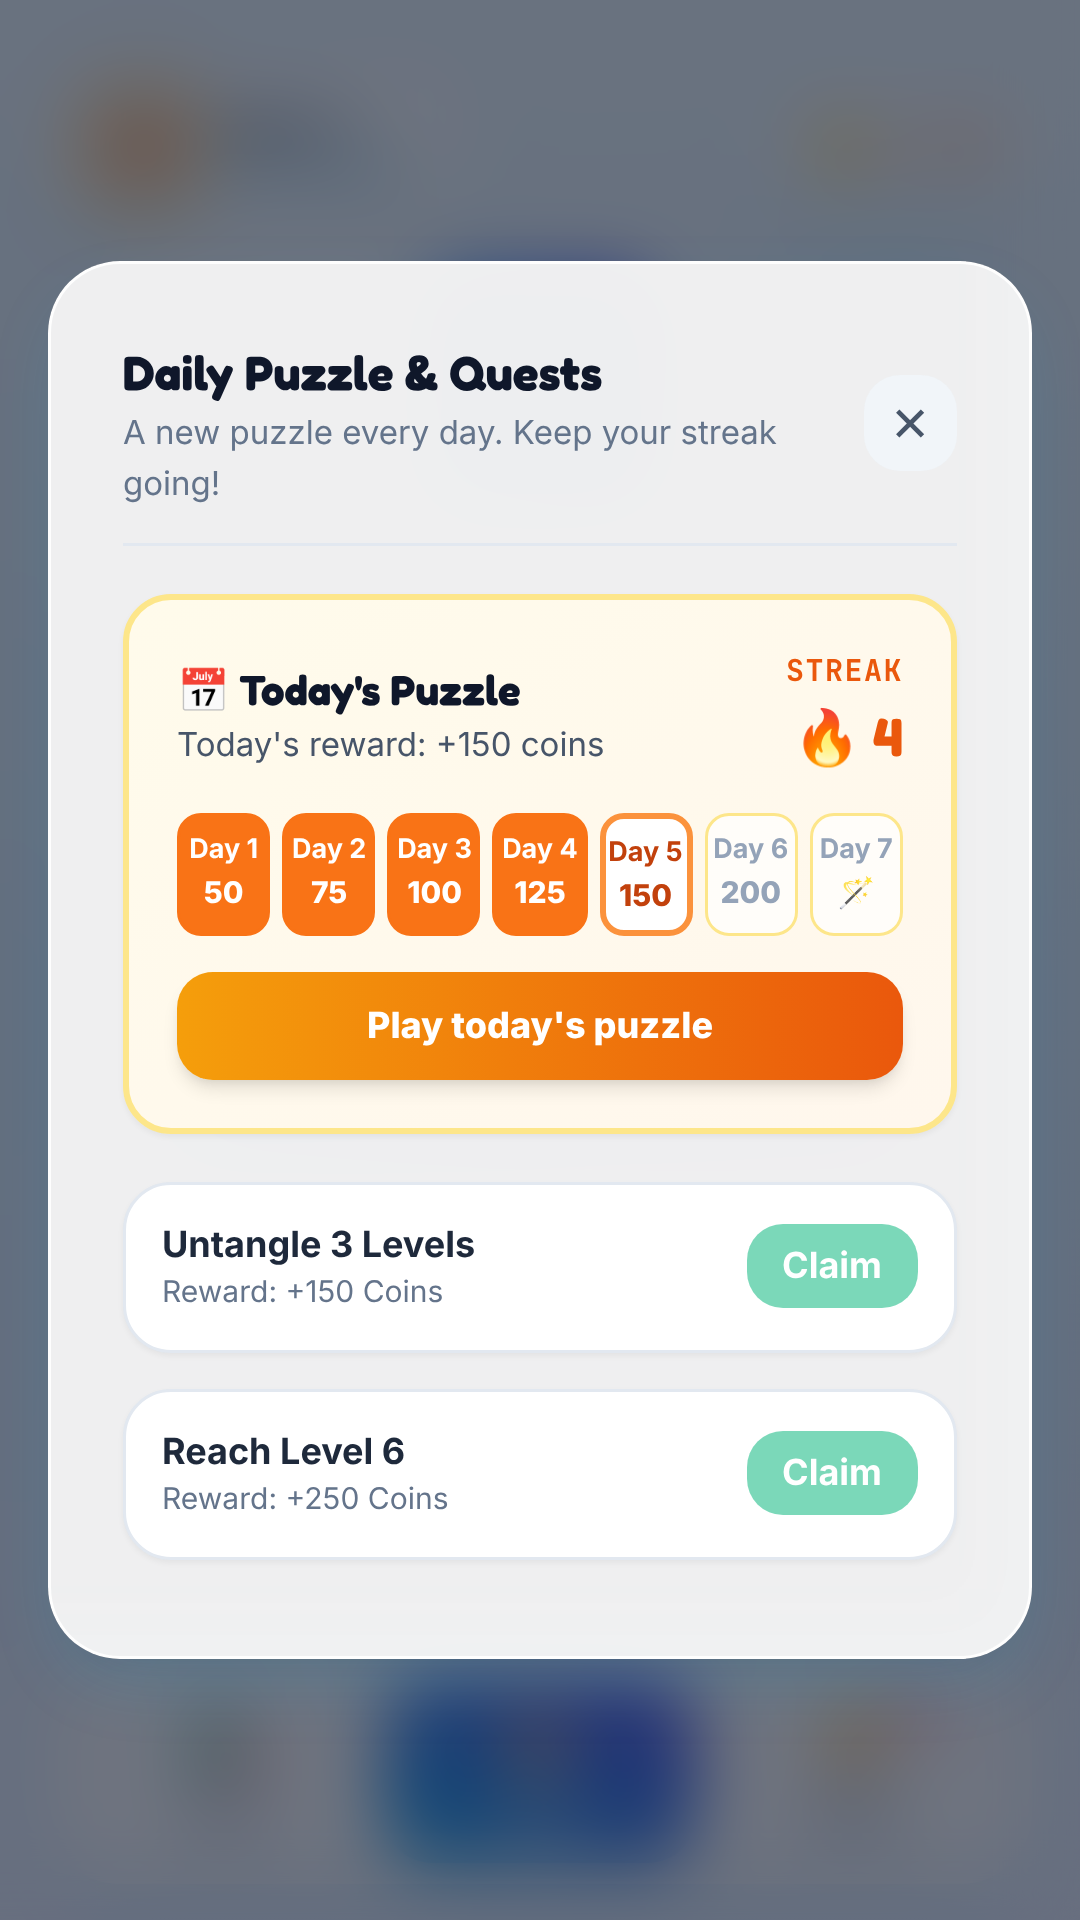 Daily Puzzle & Quests
A new puzzle every day. Keep your streak
going!
July
17
Today's Puzzle
Today's reward: +150 coins
STREAK
4
Day 1
50
Day 2
75
Day 3
100
Day 4
125
Day 5
150
Day 6
200
Day 7
Play today's puzzle
Untangle 3 Levels
Reward: +150 Coins
Claim
Reach Level 6
Reward: +250 Coins
Claim